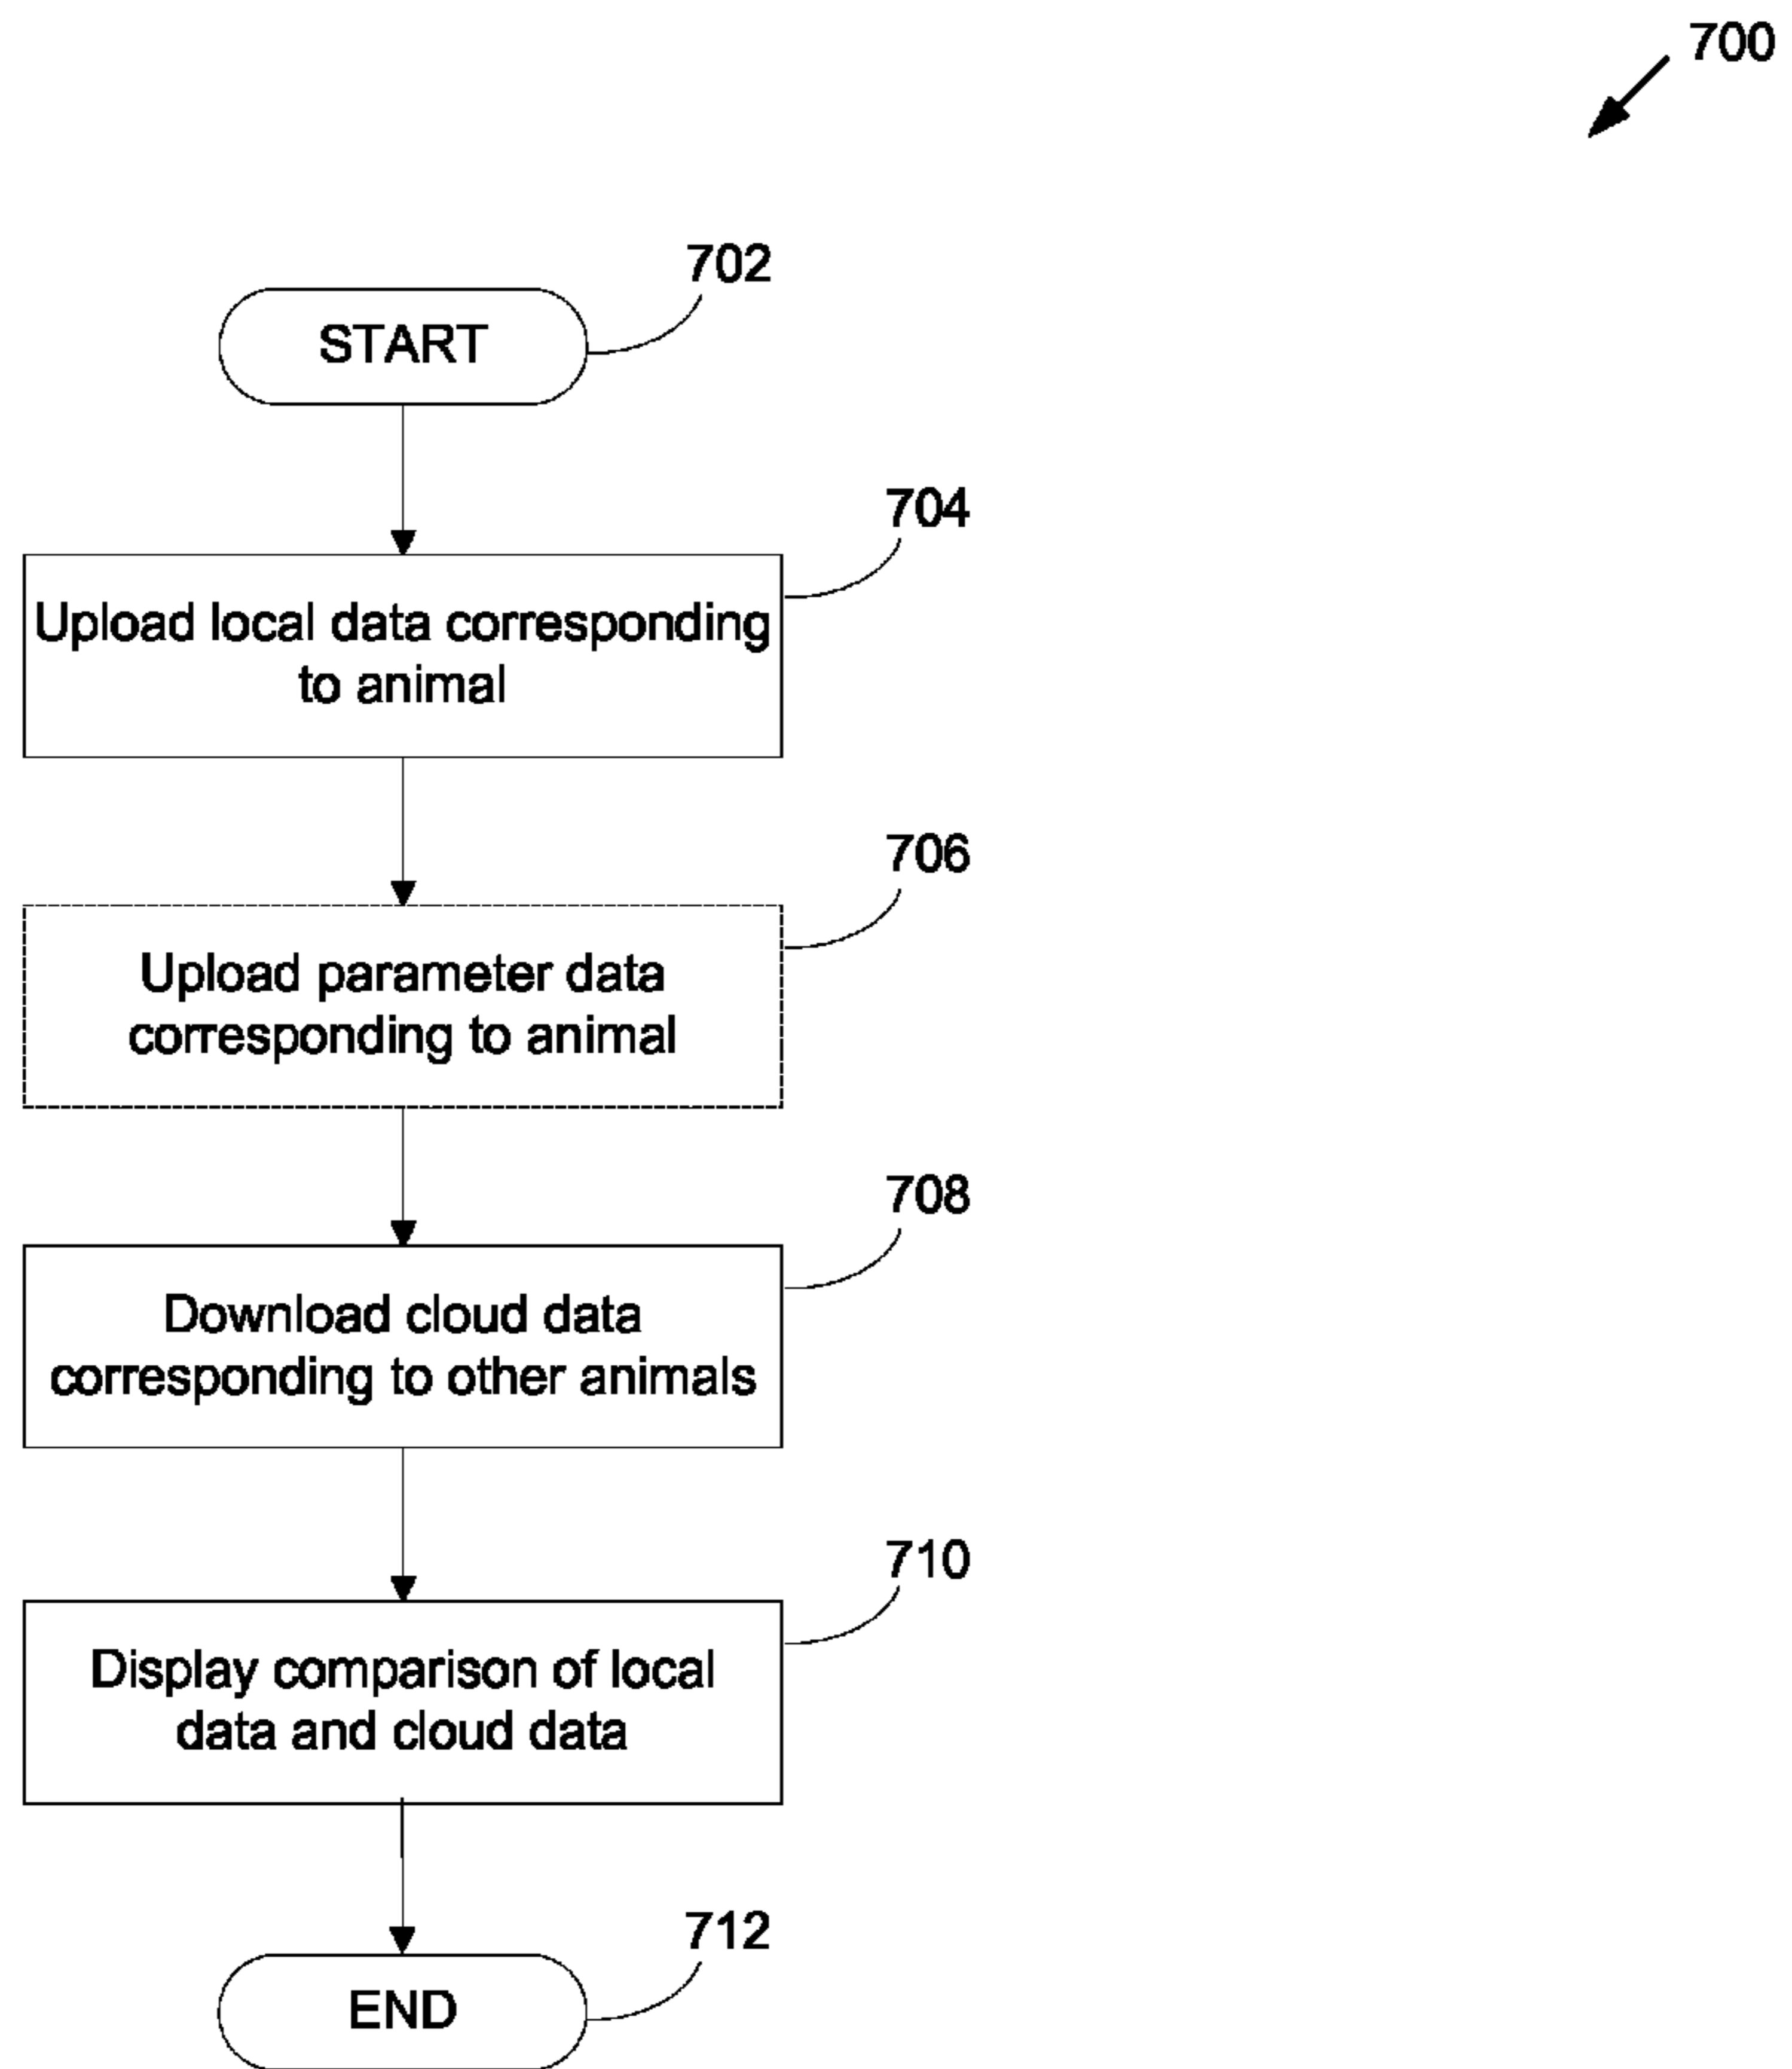 700
702
START
704
Upload local data corresponding
to animal
706
Upload parameter data
corresponding to animal
708
Download cloud data
corresponding to other animals
710
Display comparison of local
data and cloud data
712
END